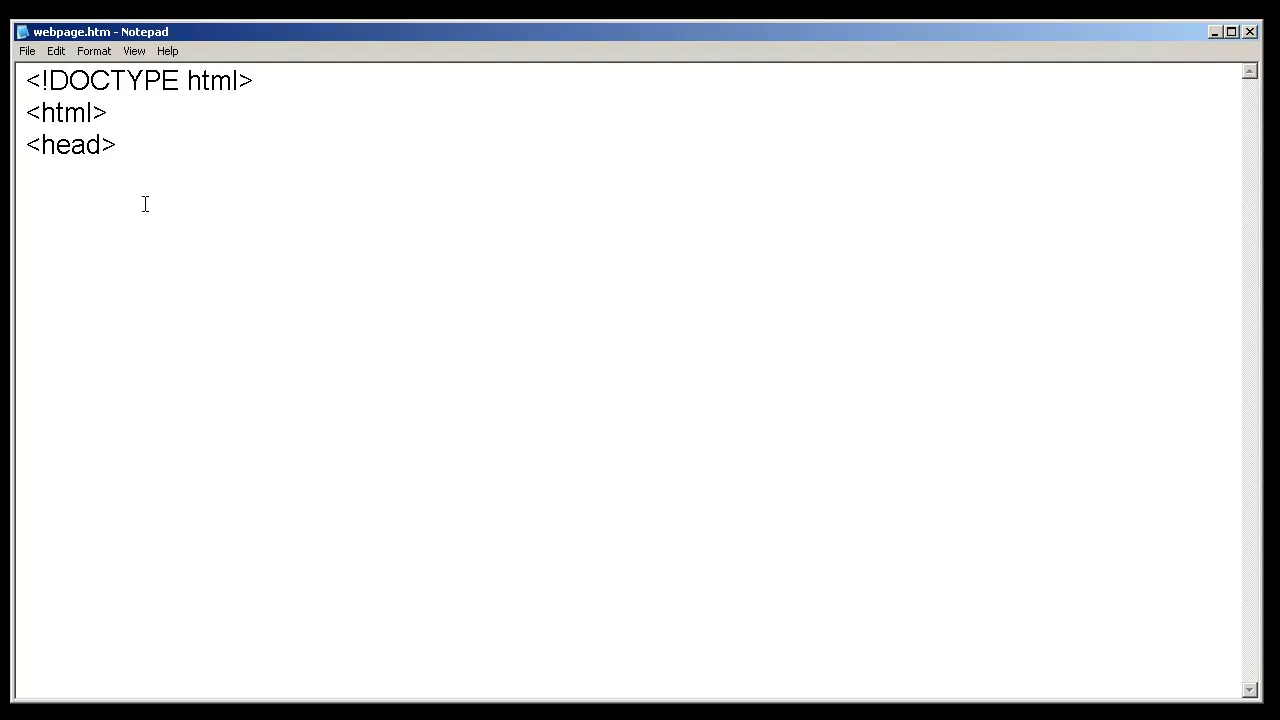 webpage.htm - Notepad
File Edit Format View Help
<!DOCTYPE html>
<html>
<head>